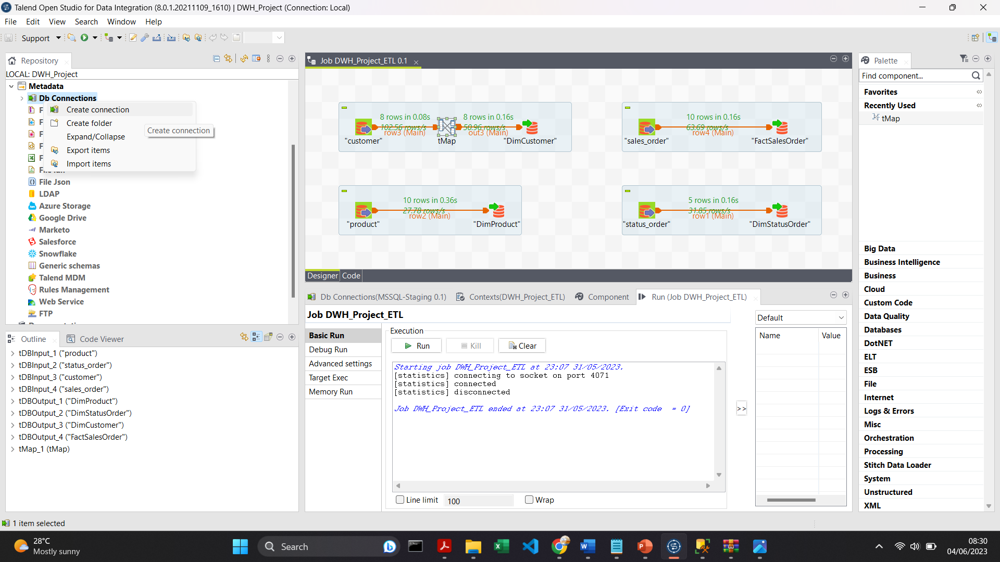 Talend Open Studio for Data Integration (8.0.1.20211109_1610) | DWH_Project (Connection: Local)
File Edit View Search Window Help
Support
Repository
LOCAL: DWH_Project
Metadata
Db Connections
F
F
F
F
F
Create connection
Create folder
Expand/Collapse
Export items
Import items
Create connection
File Json
LDAP
Azure Storage
Google Drive
Marketo
Salesforce
Snowflake
Generic schemas
Talend MDM
Rules Management
Web Service
FTP
Job DWH_Project_ETL 0.1
8 rows in 0.08s
102.56 rows/s
row3 (Main)
8 rows in 0.16s
50.96 rows/s
out3 (Main)
"customer"
tMap
"DimCustomer"
10 rows in 0.16s
63.69 rows/s
row4 (Main)
"sales_order"
"FactSalesOrder"
10 rows in 0.36s
27.78 rows/s
row2 (Main)
"product"
"DimProduct"
5 rows in 0.16s
31.85 rows/s
row1 (Main)
"status_order"
"DimStatusOrder"
Designer Code
Palette
Find component...
Favorites
Recently Used
tMap
Big Data
Business Intelligence
Business
Cloud
Custom Code
Data Quality
Databases
DotNET
ELT
ESB
File
Internet
Logs & Errors
Misc
Orchestration
Processing
Stitch Data Loader
System
Unstructured
XML
Outline Code Viewer
tDBInput_1 ("product")
tDBInput_2 ("status_order")
tDBInput_3 ("customer")
tDBInput_4 ("sales_order")
tDBOutput_1 ("DimProduct")
tDBOutput_2 ("DimStatusOrder")
tDBOutput_3 ("DimCustomer")
tDBOutput_4 ("FactSalesOrder")
tMap_1 (tMap)
Db Connections(MSSQL-Staging 0.1) Contexts(DWH_Project_ETL) Component Run (Job DWH_Project_ETL)
Job DWH_Project_ETL
Basic Run
Debug Run
Advanced settings
Target Exec
Memory Run
Execution
Run Kill Clear
Starting job DWH_Project_ETL at 23:07 31/05/2023.
[statistics] connecting to socket on port 4071
[statistics] connected
[statistics] disconnected
Job DWH_Project_ETL ended at 23:07 31/05/2023. [Exit code = 0]
>>
Line limit 100 Wrap
Default
Name Value
1 item selected
28°C
Mostly sunny
Search
08:30
04/06/2023